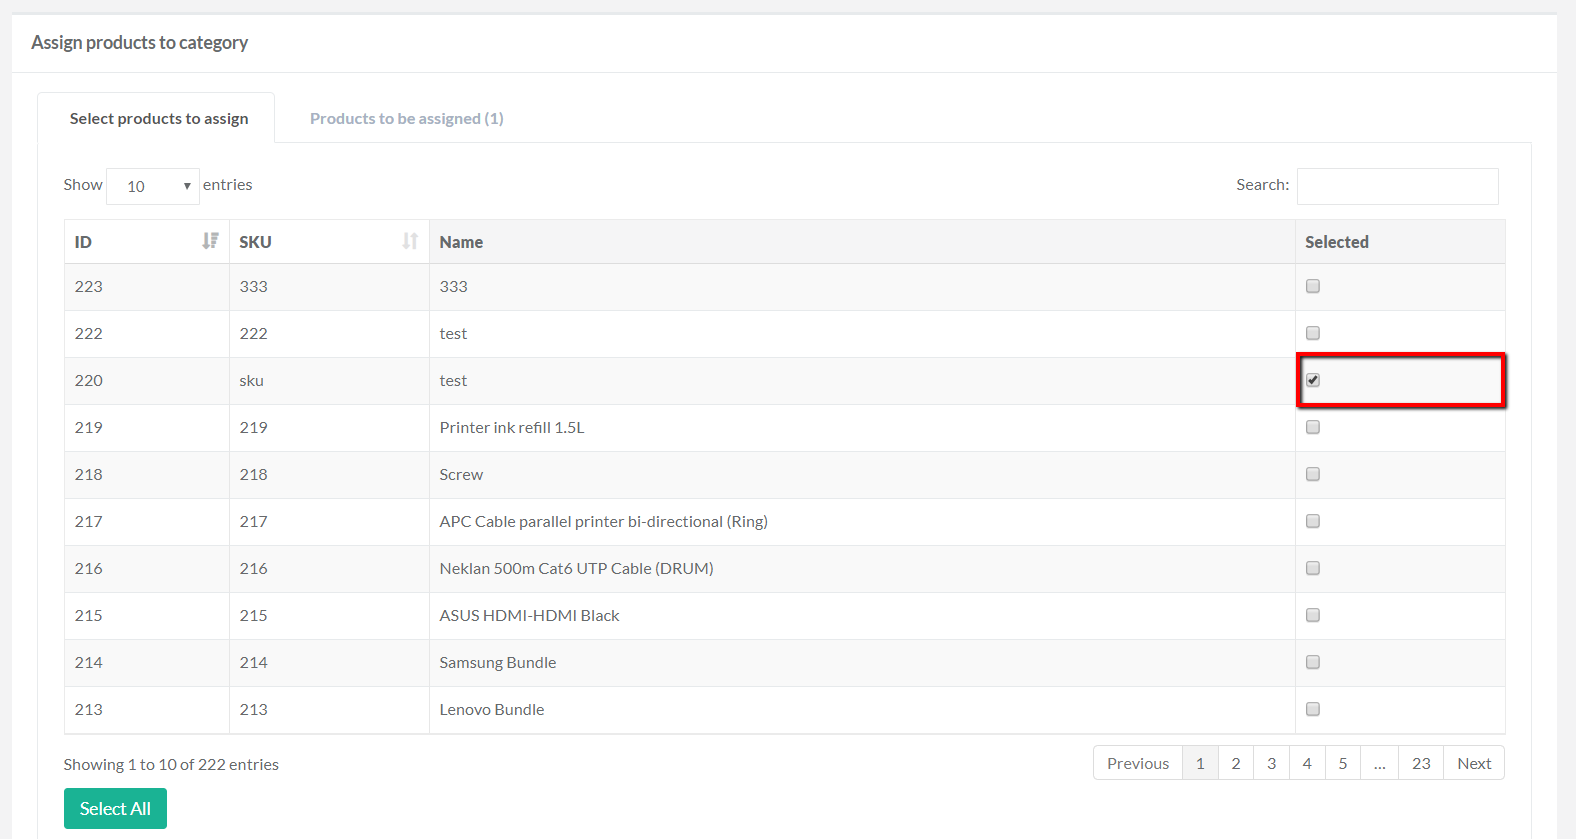 Assign products to category
Select products to assign Products to be assigned (1)
Show 10 entries Search:
ID SKU Name Selected
223 333 333
222 222 test
220 sku test
219 219 Printer ink refill 1.5L
218 218 Screw
217 217 APC Cable parallel printer bi-directional (Ring)
216 216 Neklan 500m Cat6 UTP Cable (DRUM)
215 215 ASUS HDMI-HDMI Black
214 214 Samsung Bundle
213 213 Lenovo Bundle
Showing 1 to 10 of 222 entries Previous 1 2 3 4 5 ... 23 Next
Select All